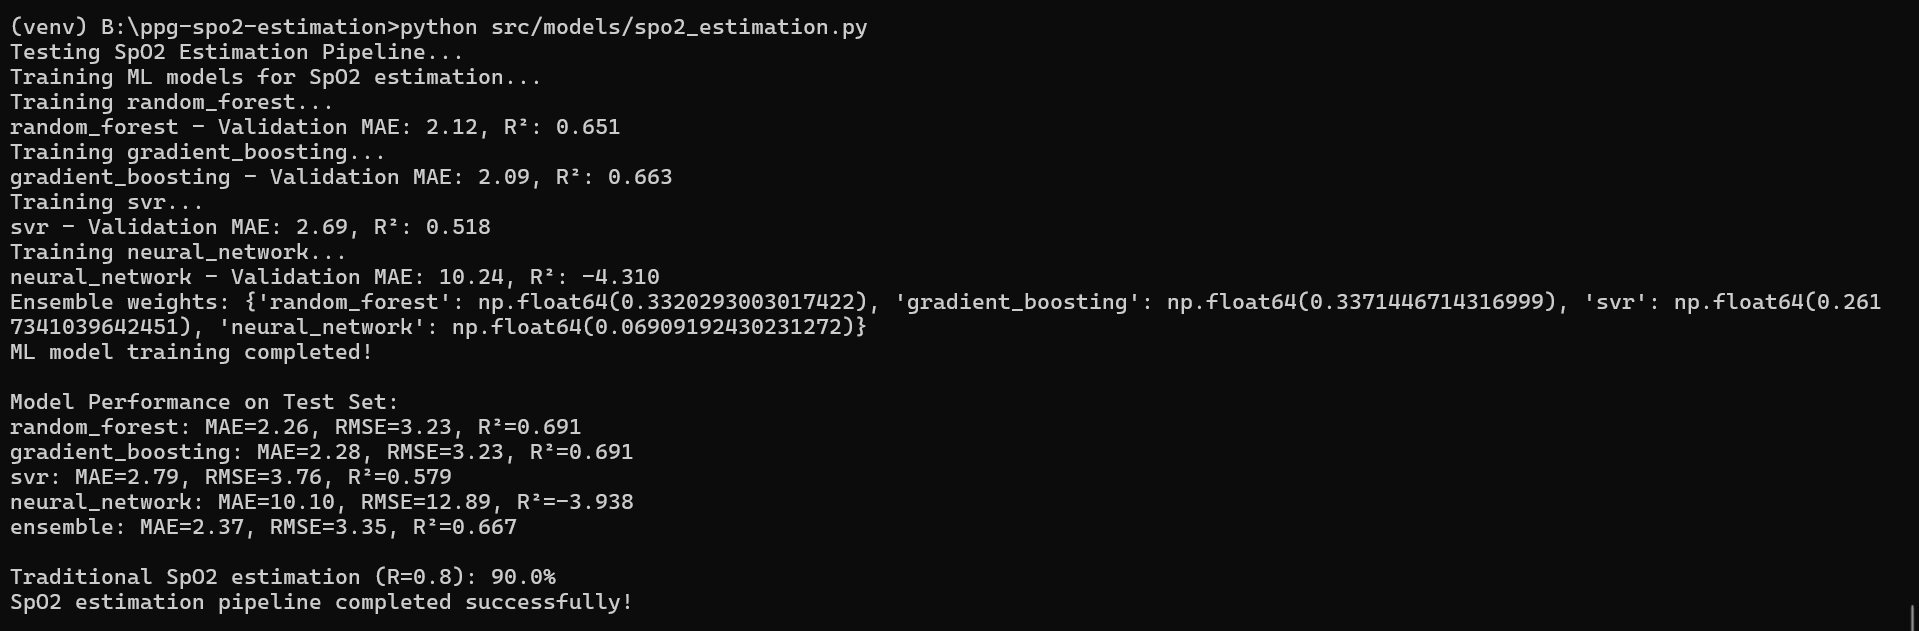 (venv) B:\ppg-spo2-estimation>python src/models/spo2_estimation.py
Testing SpO2 Estimation Pipeline...
Training ML models for SpO2 estimation...
Training random_forest...
random_forest - Validation MAE: 2.12, R²: 0.651
Training gradient_boosting...
gradient_boosting - Validation MAE: 2.09, R²: 0.663
Training svr...
svr - Validation MAE: 2.69, R²: 0.518
Training neural_network...
neural_network - Validation MAE: 10.24, R²: -4.310
Ensemble weights: {'random_forest': np.float64(0.3320293003017422), 'gradient_boosting': np.float64(0.3371446714316999), 'svr': np.float64(0.261
7341039642451), 'neural_network': np.float64(0.06909192430231272)}
ML model training completed!

Model Performance on Test Set:
random_forest: MAE=2.26, RMSE=3.23, R²=0.691
gradient_boosting: MAE=2.28, RMSE=3.23, R²=0.691
svr: MAE=2.79, RMSE=3.76, R²=0.579
neural_network: MAE=10.10, RMSE=12.89, R²=-3.938
ensemble: MAE=2.37, RMSE=3.35, R²=0.667

Traditional SpO2 estimation (R=0.8): 90.0%
SpO2 estimation pipeline completed successfully!